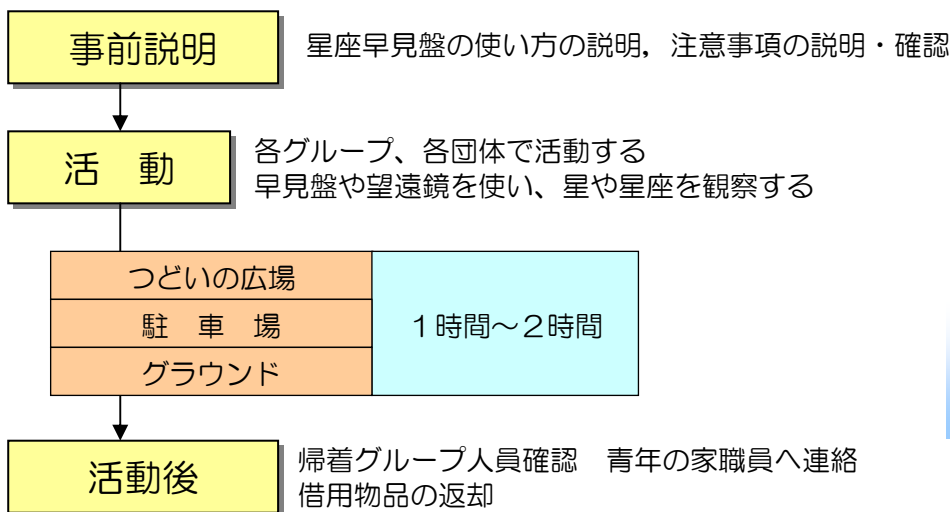 事前説明
星座早見盤の使い方の説明，注意事項の説明・確認
活　動
各グループ、各団体で活動する
早見盤や望遠鏡を使い、星や星座を観察する
つどいの広場
駐　車　場
グラウンド
１時間～２時間
活動後
帰着グループ人員確認　青年の家職員へ連絡
借用物品の返却